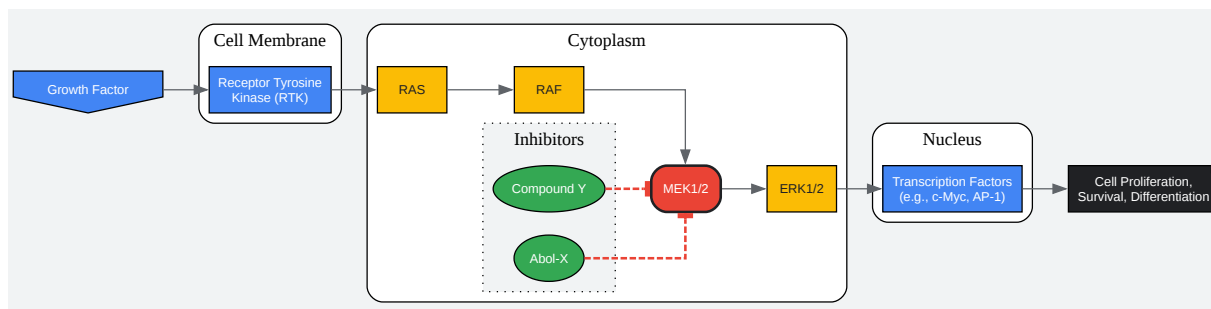 Cell Membrane
Cytoplasm
Growth Factor
Receptor Tyrosine
Kinase (RTK)
RAS
RAF
Inhibitors
Compound Y
Abol-X
MEK1/2
ERK1/2
Nucleus
Transcription Factors
(e.g., c-Myc, AP-1)
Cell Proliferation,
Survival, Differentiation